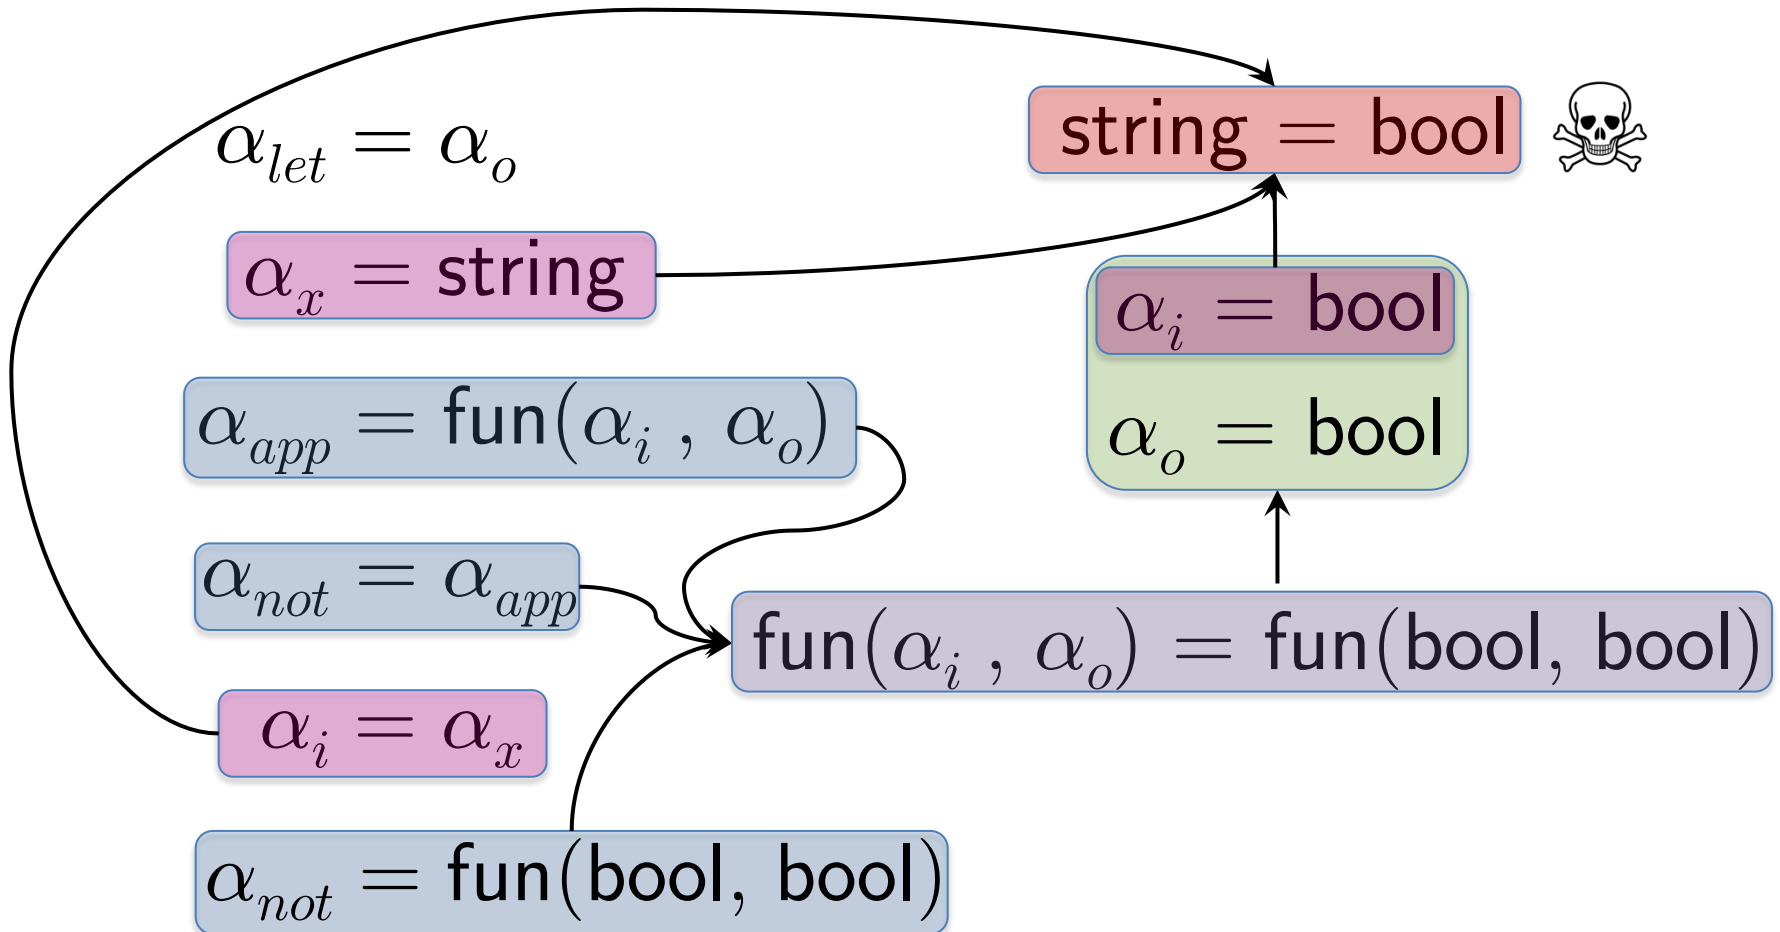 α_let = α_o
string = bool
α_x = string
α_i = bool
α_app = fun(α_i , α_o)
α_o = bool
α_not = α_app
fun(α_i , α_o) = fun(bool, bool)
α_i = α_x
α_not = fun(bool, bool)